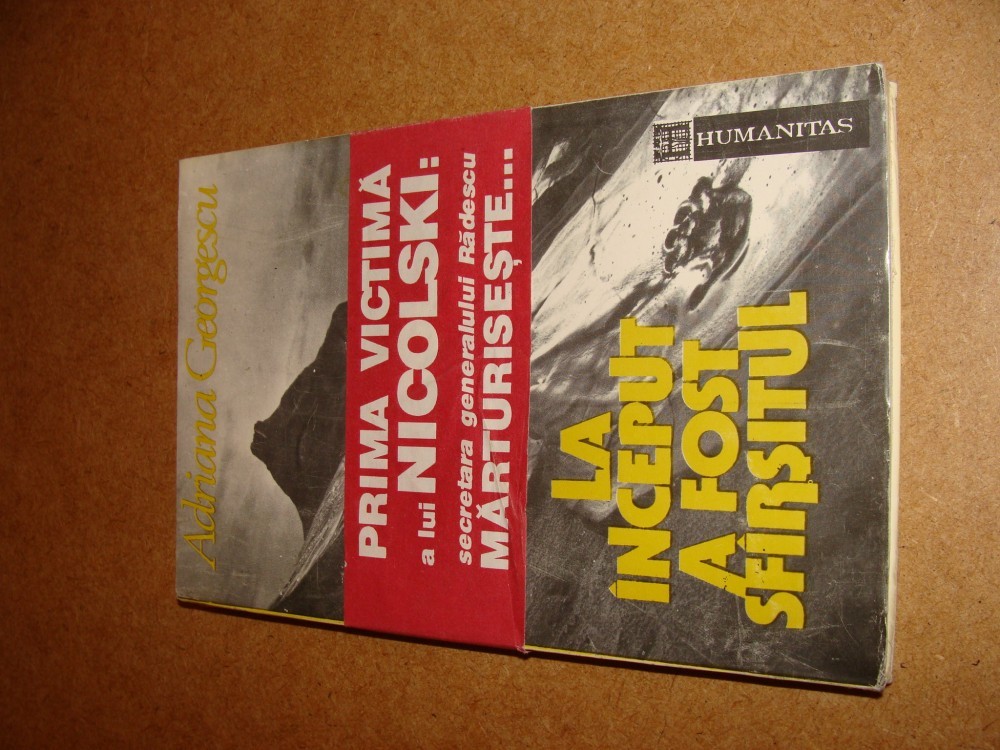 Adriana Georgescu
PRIMA VICTIMĂ
a lui NICOLSKI:
secretara generalului Rădescu
MĂRTURISEȘTE...
LA
ÎNCEPUT
A FOST
SFÎRȘITUL
HUMANITAS